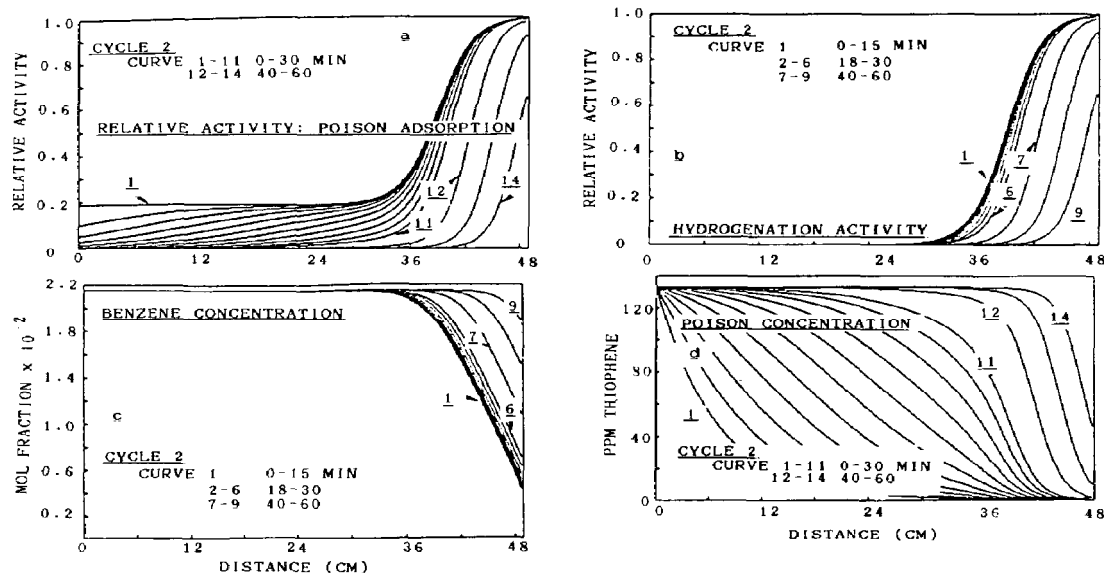 RELATIVE ACTIVITY
1.0
0.8
0.6
0.4
0.2
0
CYCLE 2
CURVE 1-11 0-30 MIN
12-14 40-60
a
RELATIVE ACTIVITY: POISON ADSORPTION
1
11
12
14
0 12 24 36 48
RELATIVE ACTIVITY
1.0
0.8
0.6
0.4
0.2
0
CYCLE 2
CURVE 1 0-15 MIN
2-6 18-30
7-9 40-60
b
1
7
6
9
HYDROGENATION ACTIVITY
0 12 24 36 48
MOL FRACTION x 10-2
2.2
1.8
1.4
1.0
0.6
0.2
BENZENE CONCENTRATION
9
7
1
6
c
CYCLE 2
CURVE 1 0-15 MIN
2-6 18-30
7-9 40-60
0 12 24 36 48
DISTANCE (CM)
PPM THIOPHENE
120
80
40
0
POISON CONCENTRATION
12
14
11
d
1
CYCLE 2
CURVE 1-11 0-30 MIN
12-14 40-60
0 12 24 36 48
DISTANCE (CM)